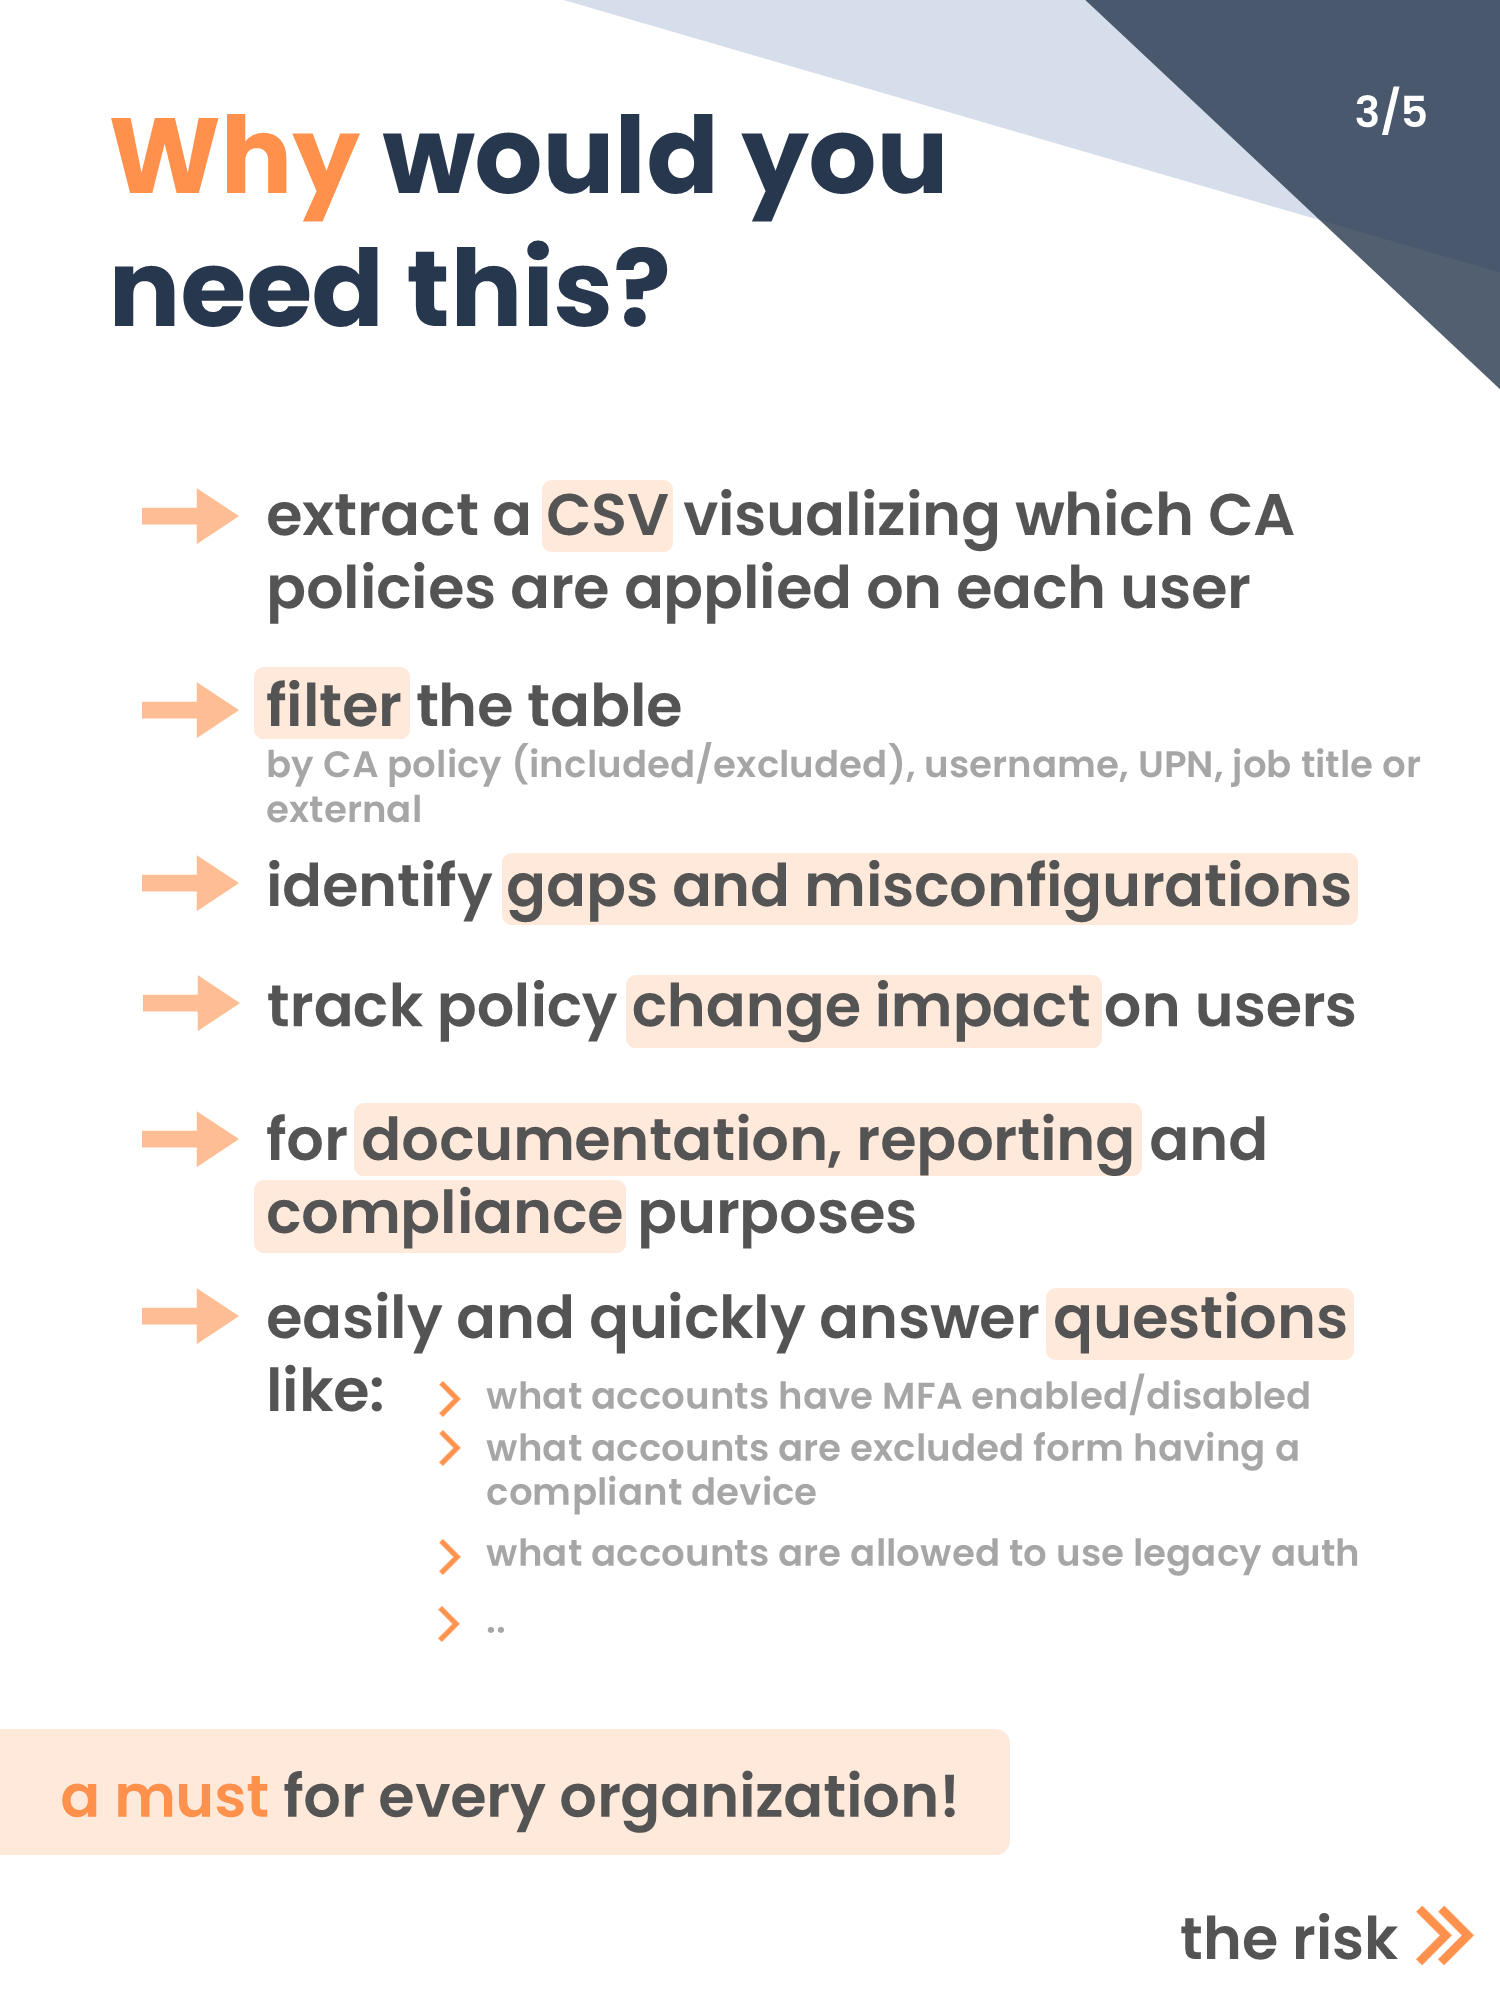 3/5
Why would you
need this?
extract a CSV visualizing which CA
policies are applied on each user
filter the table
by CA policy (included/excluded), username, UPN, job title or
external
identify gaps and misconfigurations
track policy change impact on users
for documentation, reporting and
compliance purposes
easily and quickly answer questions
like:
what accounts have MFA enabled/disabled
what accounts are excluded form having a
compliant device
what accounts are allowed to use legacy auth
..
a must for every organization!
the risk